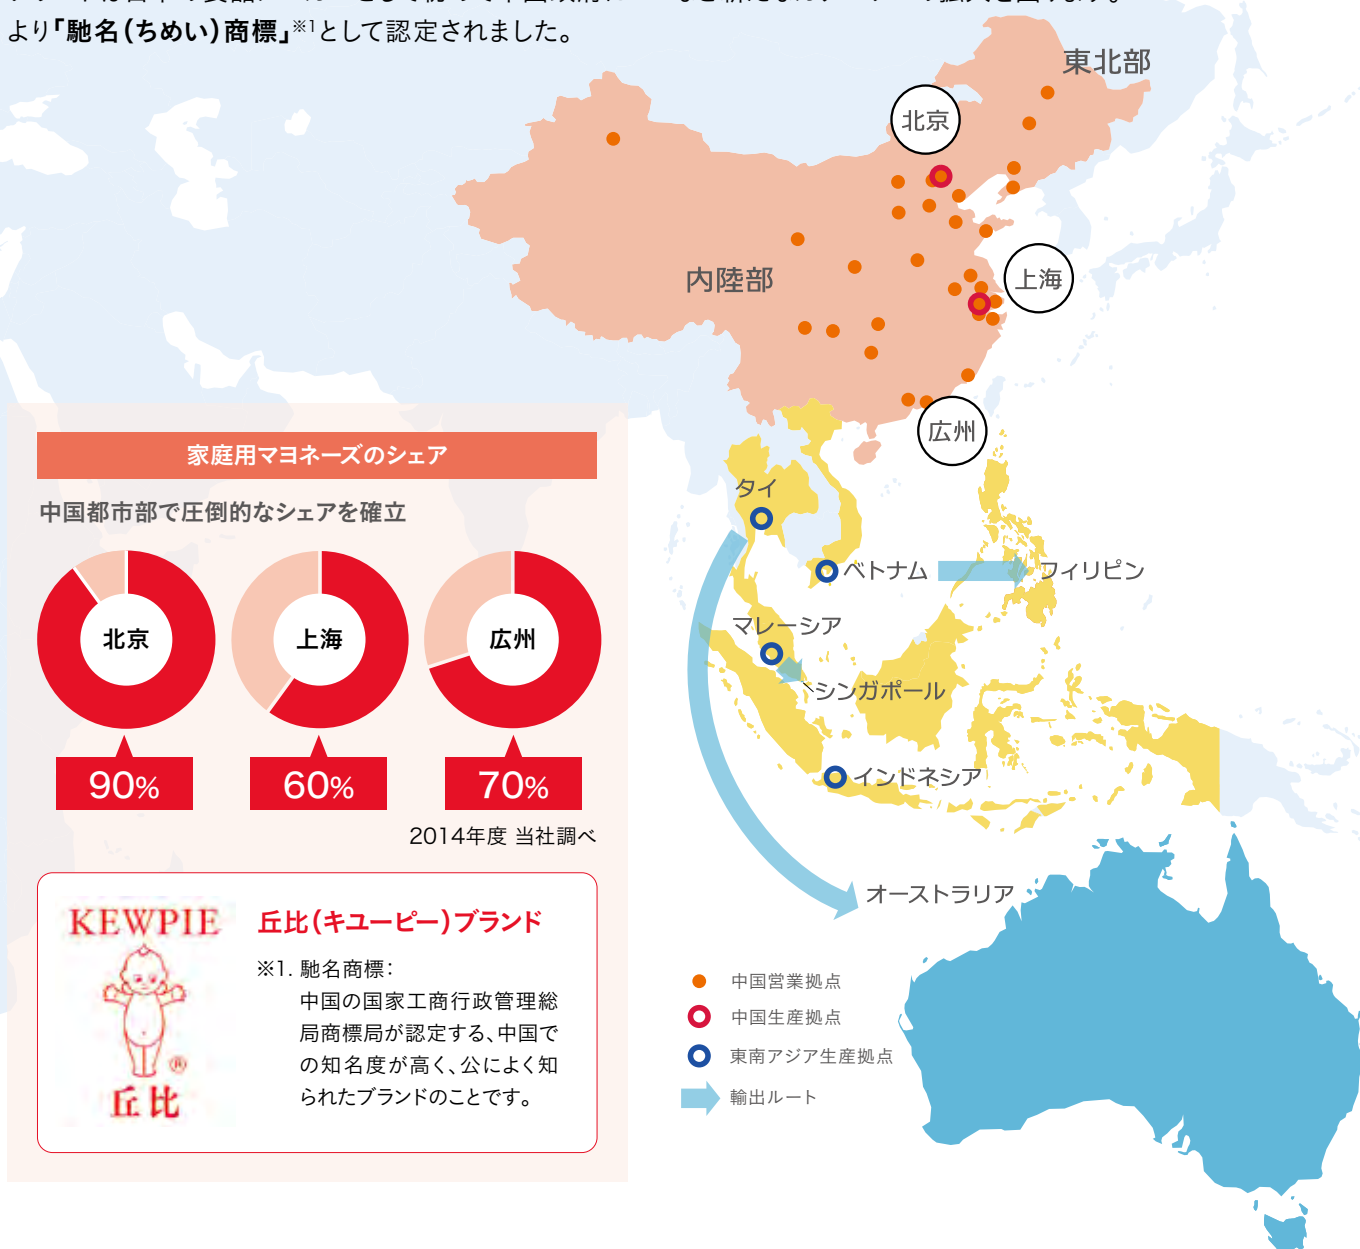 より「馳名（ちめい）商標」※1として認定されました。
東北部
北京
上海
内陸部
広州
タイ
ベトナム
フィリピン
マレーシア
シンガポール
インドネシア
オーストラリア
中国営業拠点
中国生産拠点
東南アジア生産拠点
輸出ルート
家庭用マヨネーズのシェア
中国都市部で圧倒的なシェアを確立
北京
上海
広州
90%
60%
70%
2014年度 当社調べ
KEWPIE
®
丘比
丘比（キユーピー）ブランド
※1. 馳名商標：
中国の国家工商行政管理総
局商標局が認定する、中国で
の知名度が高く、公によく知
られたブランドのことです。